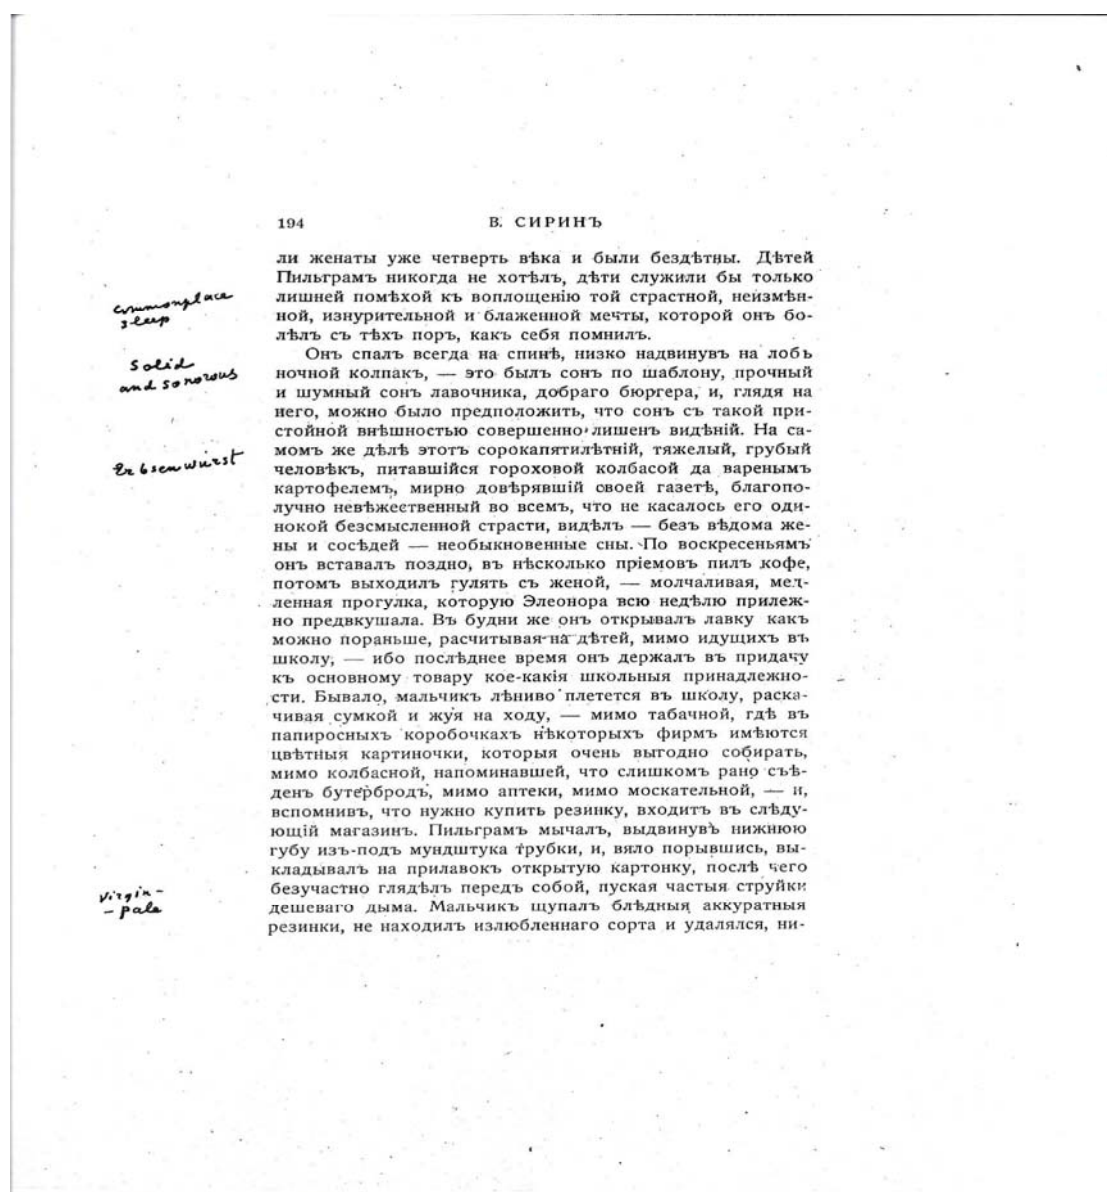 194
В. СИРИНЪ
ли женаты уже четверть вѣка и были бездѣтны. Дѣтей
Пильграмъ никогда не хотѣлъ, дѣти служили бы только
лишней помѣхой къ воплощенію той страстной, неизмѣн-
ной, изнурительной и блаженной мечты, которой онъ бо-
лѣлъ съ тѣхъ поръ, какъ себя помнилъ.
Онъ спалъ всегда на спинѣ, низко надвинувъ на лобъ
ночной колпакъ, — это былъ сонъ по шаблону, прочный
и шумный сонъ лавочника, добраго бюргера, и, глядя на
него, можно было предположить, что сонъ съ такой при-
стойной внѣшностью совершенно лишенъ видѣній. На са-
момъ же дѣлѣ этотъ сорокапятилѣтній, тяжелый, грубый
человѣкъ, питавшійся гороховой колбасой да варенымъ
картофелемъ, мирно довѣрявшій своей газетѣ, благопо-
лучно невѣжественный во всемъ, что не касалось его оди-
нокой безсмысленной страсти, видѣлъ — безъ вѣдома же-
ны и сосѣдей — необыкновенные сны. По воскресеньямъ
онъ вставалъ поздно, въ нѣсколько пріемовъ пилъ кофе,
потомъ выходилъ гулять съ женой, — молчаливая, мед-
ленная прогулка, которую Элеонора всю недѣлю прилеж-
но предвкушала. Въ будни же онъ открывалъ лавку какъ
можно пораньше, расчитывая на дѣтей, мимо идущихъ въ
школу, — ибо послѣднее время онъ держалъ въ придачу
къ основному товару кое-какія школьныя принадлежно-
сти. Бывало, мальчикъ лѣниво плетется въ школу, раска-
чивая сумкой и жуя на ходу, — мимо табачной, гдѣ въ
папиросныхъ коробочкахъ нѣкоторыхъ фирмъ имѣются
цвѣтныя картиночки, которыя очень выгодно собирать,
мимо колбасной, напоминавшей, что слишкомъ рано съѣ-
денъ бутербродъ, мимо аптеки, мимо москательной, — и,
вспомнивъ, что нужно купить резинку, входитъ въ слѣду-
ющій магазинъ. Пильграмъ мычалъ, выдвинувъ нижнюю
губу изъ-подъ мундштука трубки, и, вяло порывшись, вы-
кладывалъ на прилавокъ открытую картонку, послѣ чего
безучастно глядѣлъ передъ собой, пуская частыя струйки
дешеваго дыма. Мальчикъ щупалъ блѣдныя аккуратныя
резинки, не находилъ излюбленнаго сорта и удалялся, ни-
commonplace
sleep
Solid
and sonorous
Erbsenwurst
virgin-
- pale